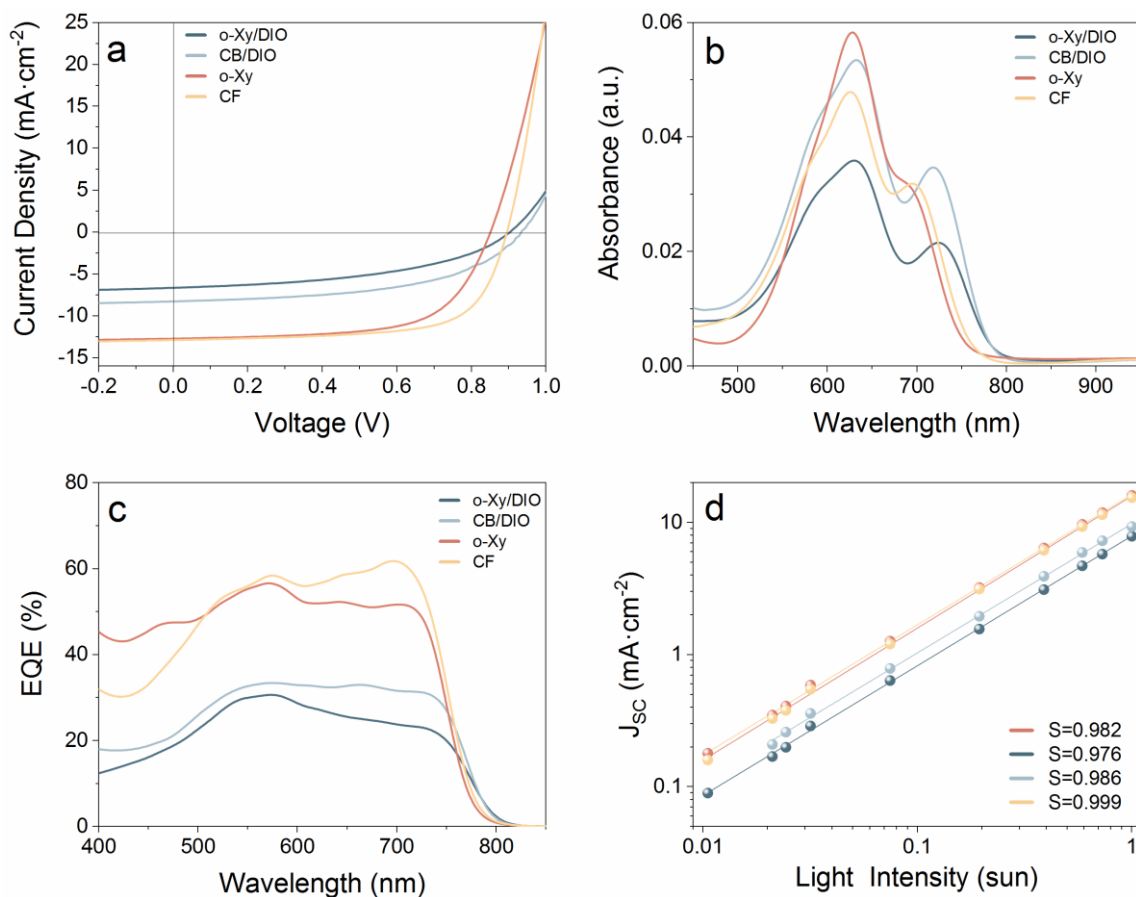 a
o-Xy/DIO
CB/DIO
o-Xy
CF
25
20
15
10
5
0
-5
-10
-15
Current Density (mA·cm⁻²)
-0.2
0.0
0.2
0.4
0.6
0.8
1.0
Voltage (V)
b
o-Xy/DIO
CB/DIO
o-Xy
CF
0.06
0.04
0.02
0.00
Absorbance (a.u.)
500
600
700
800
900
Wavelength (nm)
c
o-Xy/DIO
CB/DIO
o-Xy
CF
80
60
40
20
0
EQE (%)
400
500
600
700
800
Wavelength (nm)
d
10
1
0.1
J_SC (mA·cm⁻²)
S=0.982
S=0.976
S=0.986
S=0.999
0.01
0.1
1
Light Intensity (sun)